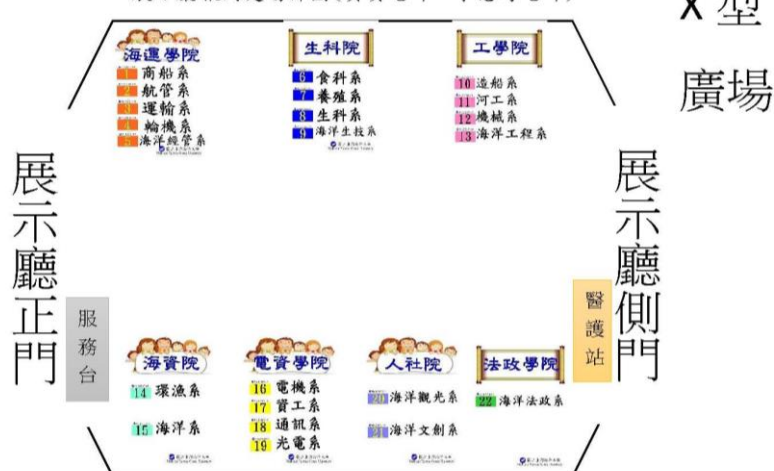 X 型
廣場
海運學院
1 商船系
2 航管系
3 運輸系
4 輪機系
5 海洋經管系
生科院
6 食科系
7 養殖系
8 生科系
9 海洋生技系
工學院
10 造船系
11 河工系
12 機械系
13 海洋工程系
展示廳正門
服務台
展示廳側門
醫護站
海資院
14 環漁系
15 海洋系
電資學院
16 電機系
17 資工系
18 通訊系
19 光電系
人社院
20 海洋觀光系
21 海洋文創系
法政學院
22 海洋法政系